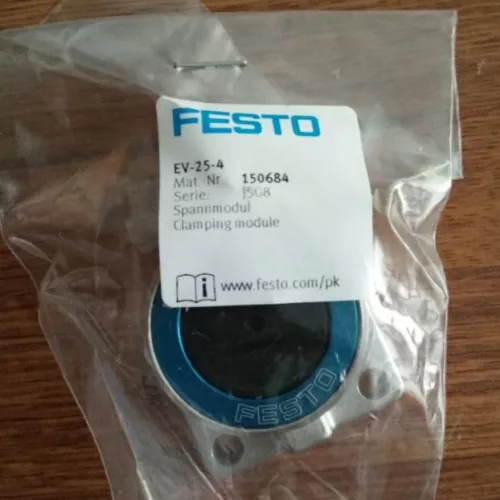 FESTO
EV-25-4
Mat. Nr. 150684
Serie: J508
Spannmodul
Clamping module
www.festo.com/pk
FESTO